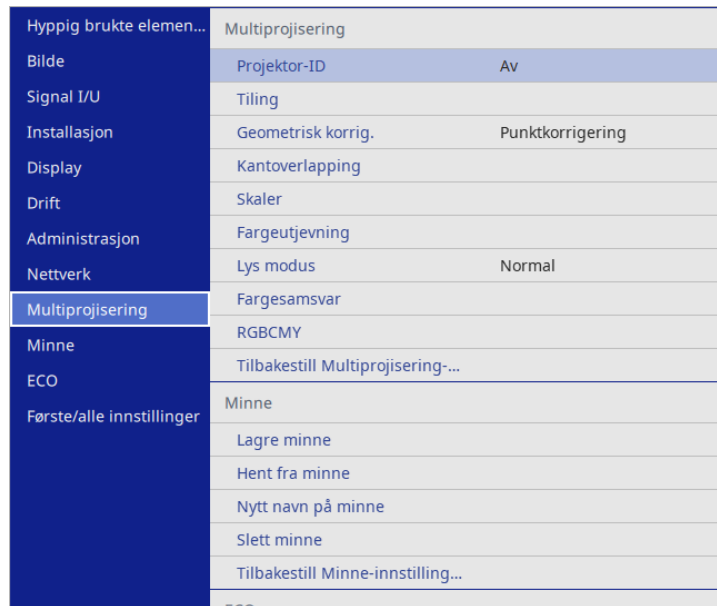 Hyppig brukte elemen...
Bilde
Signal I/U
Installasjon
Display
Drift
Administrasjon
Nettverk
Multiprojisering
Minne
ECO
Første/alle innstillinger
Multiprojisering
Projektor-ID Av
Tiling
Geometrisk korrig. Punktkorrigering
Kantoverlapping
Skaler
Fargeutjevning
Lys modus Normal
Fargesamsvar
RGBCMY
Tilbakestill Multiprojisering-...
Minne
Lagre minne
Hent fra minne
Nytt navn på minne
Slett minne
Tilbakestill Minne-innstilling...